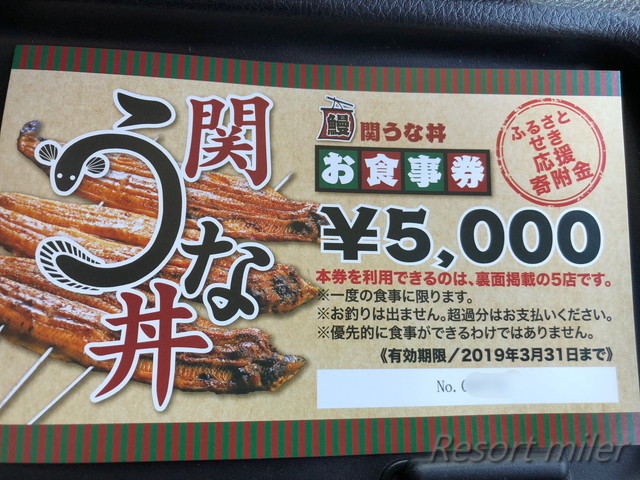 関うな丼
鰻 関うな丼
お食事券
ふるさと
せき
応援
寄附金
¥5,000
本券を利用できるのは、裏面掲載の5店です。
※一度の食事に限ります。
※お釣りは出ません。超過分はお支払いください。
※優先的に食事ができるわけではありません。
《有効期限/2019年3月31日まで》
No.
Resort miler